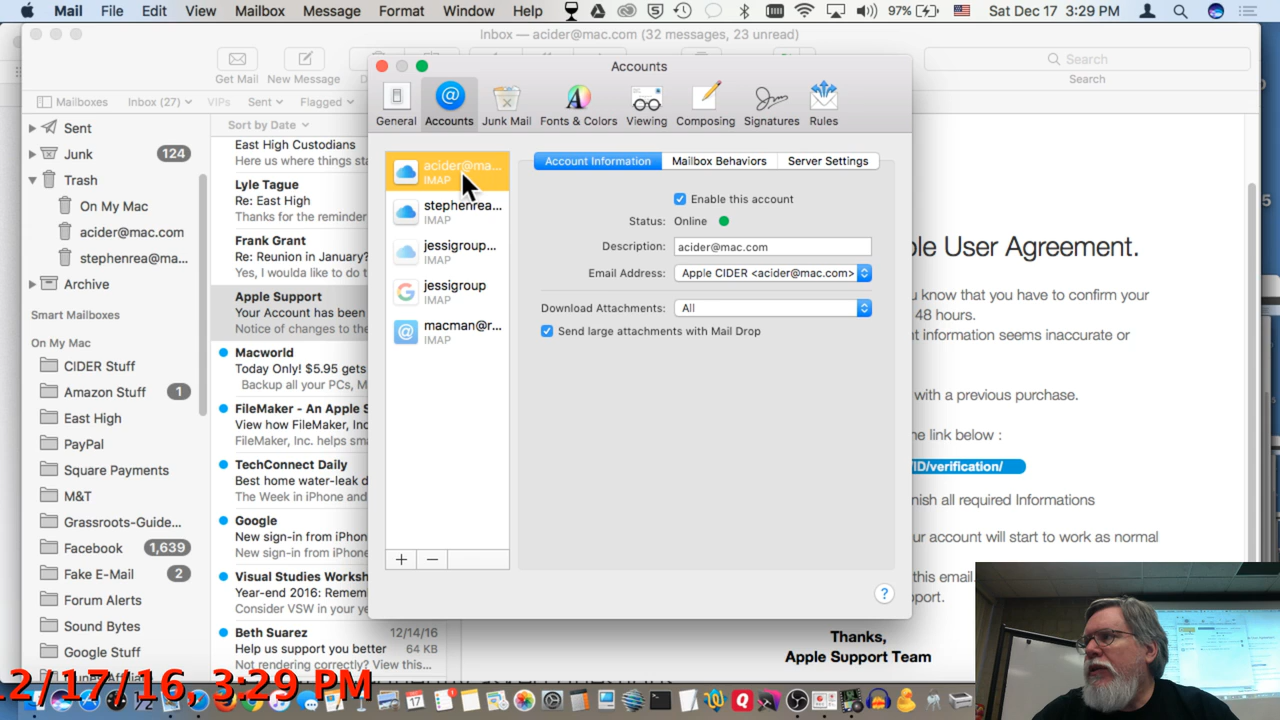 Mail File Edit View Mailbox Message Format Window Help 97% Sat Dec 17 3:29 PM
Inbox — acider@mac.com (32 messages, 23 unread)
Get Mail New Message
Search
Search
Mailboxes Inbox (27) VIPs Sent Flagged
Sort by Date
Sent
Junk 124
Trash
On My Mac
acider@mac.com
stephenrea@ma...
Archive
Smart Mailboxes
On My Mac
CIDER Stuff
Amazon Stuff 1
East High
PayPal
Square Payments
M&T
Grassroots-Guide...
Facebook 1,639
Fake E-Mail 2
Forum Alerts
Sound Bytes
Google Stuff
East High Custodians
Here us where things sta
Lyle Tague
Re: East High
Thanks for the reminder
Frank Grant
Re: Reunion in January?
Yes, I woulda like to do
Apple Support
Your Account has been
Notice of changes to the
Macworld
Today Only! $5.95 gets
Backup all your PCs, M
FileMaker - An Apple S
View how FileMaker, Inc
FileMaker, Inc. helps sma
TechConnect Daily
Best home water-leak d
The Week in iPhone and
Google
New sign-in from iPhon
New sign-in from iPhon
Visual Studies Worksh
Year-end 2016: Remem
Consider VSW in your ye
Beth Suarez 12/14/16
Help us support you better 64 KB
Not rendering correctly? View this...
Accounts
General Accounts Junk Mail Fonts & Colors Viewing Composing Signatures Rules
acider@ma...
IMAP
stephenrea...
IMAP
jessigroup...
IMAP
jessigroup
IMAP
macman@r...
IMAP
+ −
Account Information Mailbox Behaviors Server Settings
Enable this account
Status: Online
Description: acider@mac.com
Email Address: Apple CIDER <acider@mac.com>
Download Attachments: All
Send large attachments with Mail Drop
?
ple User Agreement.
u know that you have to confirm your
48 hours.
nt information seems inaccurate or
with a previous purchase.
he link below :
ID/verification/
nish all required Informations
ur account will start to work as normal
this email.
port.
Thanks,
Apple Support Team
12/17/16, 3:29 PM